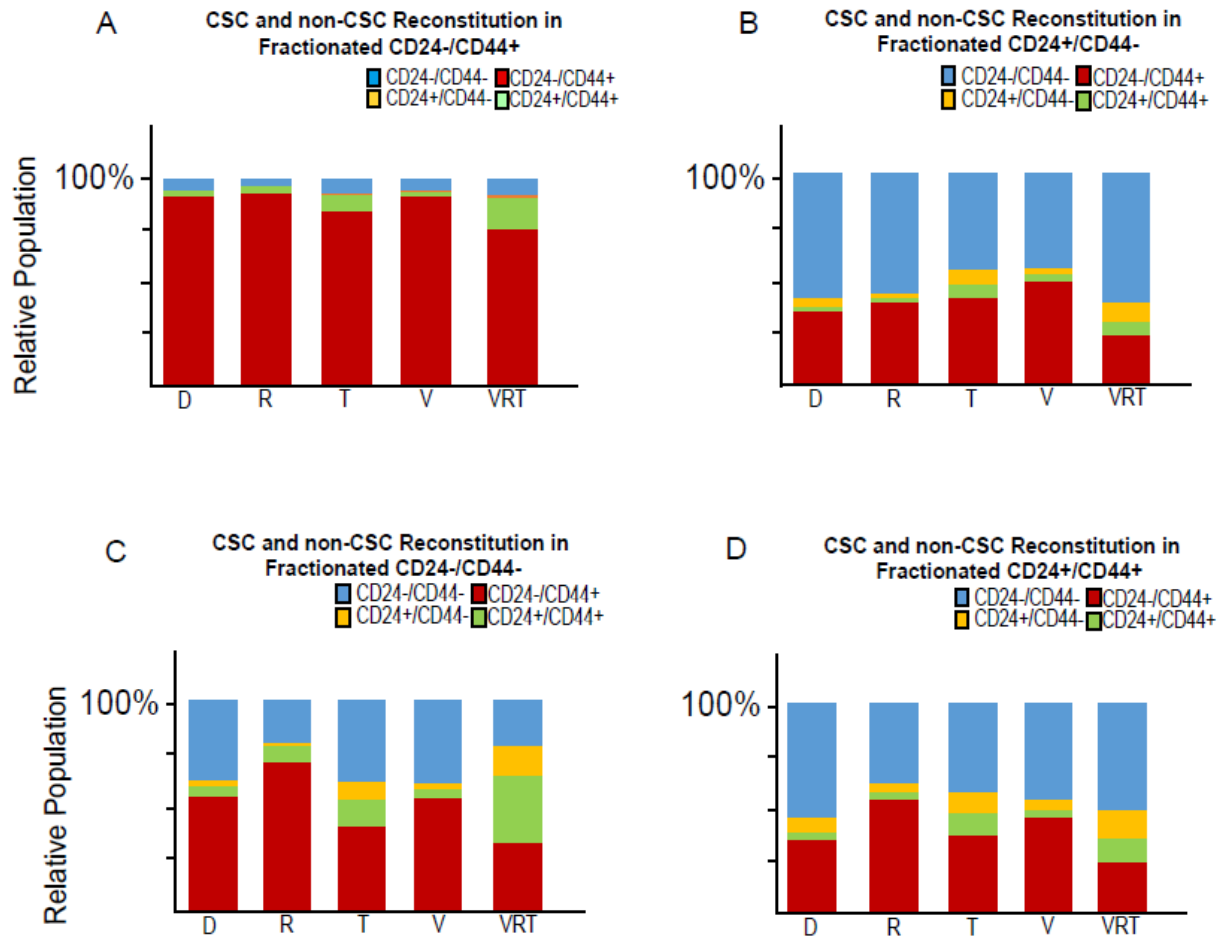 A
CSC and non-CSC Reconstitution in
Fractionated CD24-/CD44+
CD24-/CD44- CD24-/CD44+
CD24+/CD44- CD24+/CD44+
Relative Population
100%
D R T V VRT
B
CSC and non-CSC Reconstitution in
Fractionated CD24+/CD44-
CD24-/CD44- CD24-/CD44+
CD24+/CD44- CD24+/CD44+
100%
D R T V VRT
C
CSC and non-CSC Reconstitution in
Fractionated CD24-/CD44-
CD24-/CD44- CD24-/CD44+
CD24+/CD44- CD24+/CD44+
Relative Population
100%
D R T V VRT
D
CSC and non-CSC Reconstitution in
Fractionated CD24+/CD44+
CD24-/CD44- CD24-/CD44+
CD24+/CD44- CD24+/CD44+
100%
D R T V VRT